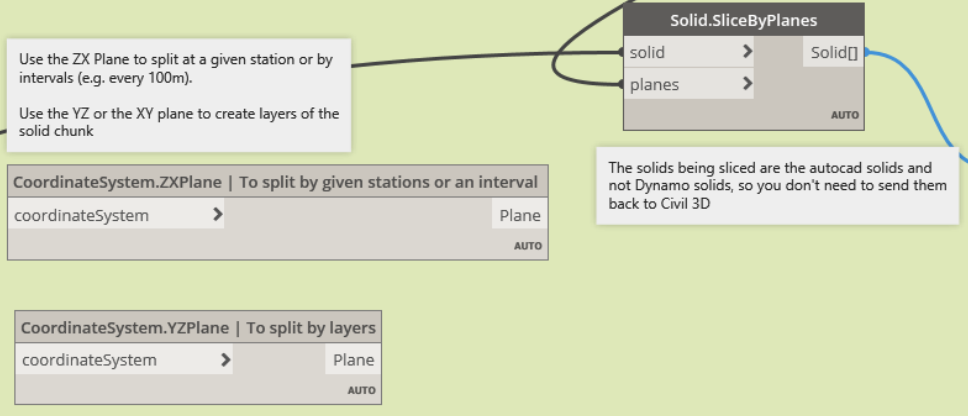 Solid.SliceByPlanes
solid
Solid[]
planes
AUTO
Use the ZX Plane to split at a given station or by
intervals (e.g. every 100m).
Use the YZ or the XY plane to create layers of the
solid chunk
The solids being sliced are the autocad solids and
not Dynamo solids, so you don't need to send them
back to Civil 3D
CoordinateSystem.ZXPlane | To split by given stations or an interval
coordinateSystem
Plane
AUTO
CoordinateSystem.YZPlane | To split by layers
coordinateSystem
Plane
AUTO